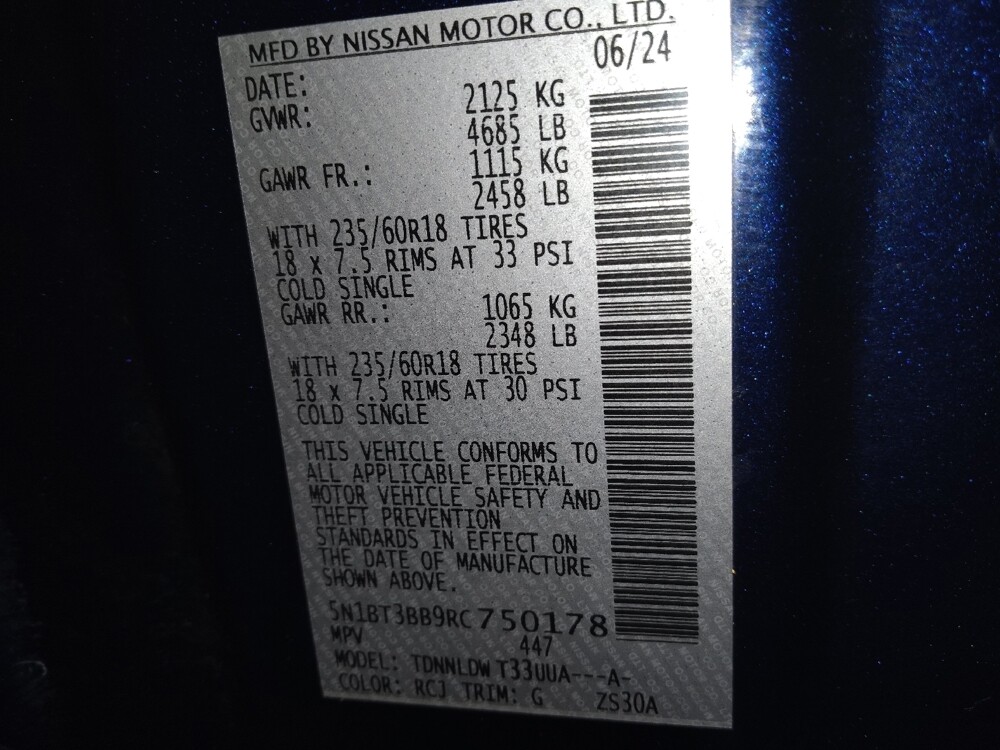 MFD BY NISSAN MOTOR CO., LTD.
DATE: 06/24
GVWR: 2125 KG
4685 LB
GAWR FR.: 1115 KG
2458 LB
WITH 235/60R18 TIRES
18 x 7.5 RIMS AT 33 PSI
COLD SINGLE
GAWR RR.: 1065 KG
2348 LB
WITH 235/60R18 TIRES
18 x 7.5 RIMS AT 30 PSI
COLD SINGLE
THIS VEHICLE CONFORMS TO
ALL APPLICABLE FEDERAL
MOTOR VEHICLE SAFETY AND
THEFT PREVENTION
STANDARDS IN EFFECT ON
THE DATE OF MANUFACTURE
SHOWN ABOVE.
5N1BT3BB9RC750178
MPV 447
MODEL: TDNNLDW T33UUA---A-
COLOR: RCJ TRIM: G ZS30A